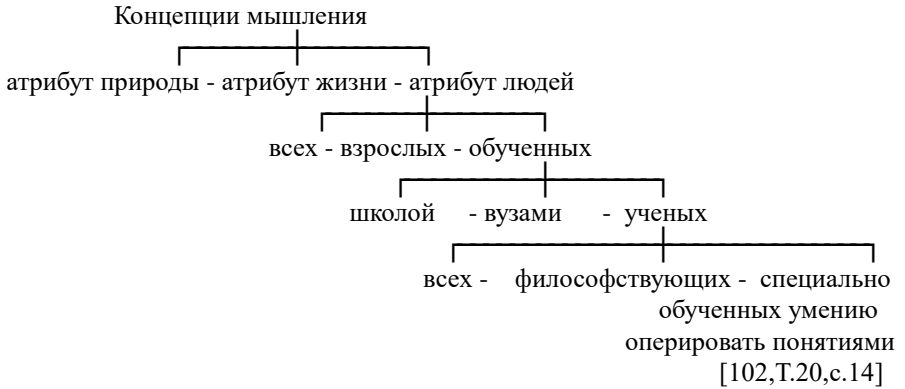 Концепции мышления
атрибут природы - атрибут жизни - атрибут людей
всех - взрослых - обученных
школой - вузами - ученых
всех - философствующих - специально
обученных умению
оперировать понятиями
[102,Т.20,с.14]